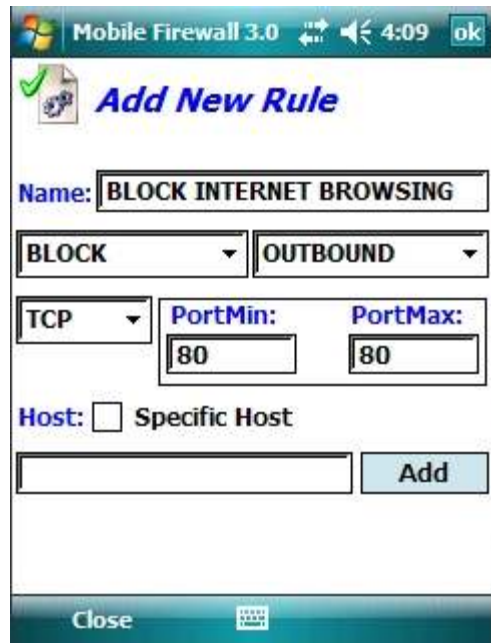 Mobile Firewall 3.0 4:09 ok
Add New Rule
Name: BLOCK INTERNET BROWSING
BLOCK OUTBOUND
TCP PortMin: PortMax:
80 80
Host: Specific Host
Add
Close